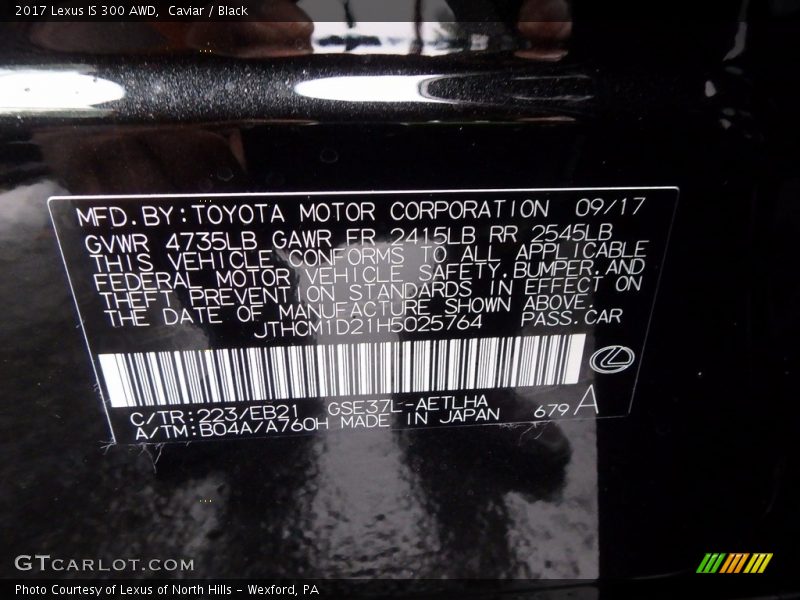 2017 Lexus IS 300 AWD,  Caviar / Black
MFD.BY:TOYOTA MOTOR CORPORATION 09/17
GVWR 4735LB GAWR FR 2415LB RR 2545LB
THIS VEHICLE CONFORMS TO ALL APPLICABLE
FEDERAL MOTOR VEHICLE SAFETY,BUMPER,AND
THEFT PREVENTION STANDARDS IN EFFECT ON
THE DATE OF MANUFACTURE SHOWN ABOVE.
JTHCM1D21H5025764 PASS.CAR
C/TR:223/EB21 GSE37L-AETLHA
A/TM:B04A/A760H MADE IN JAPAN 679 A
GTCARLOT.COM
Photo Courtesy of Lexus of North Hills - Wexford, PA